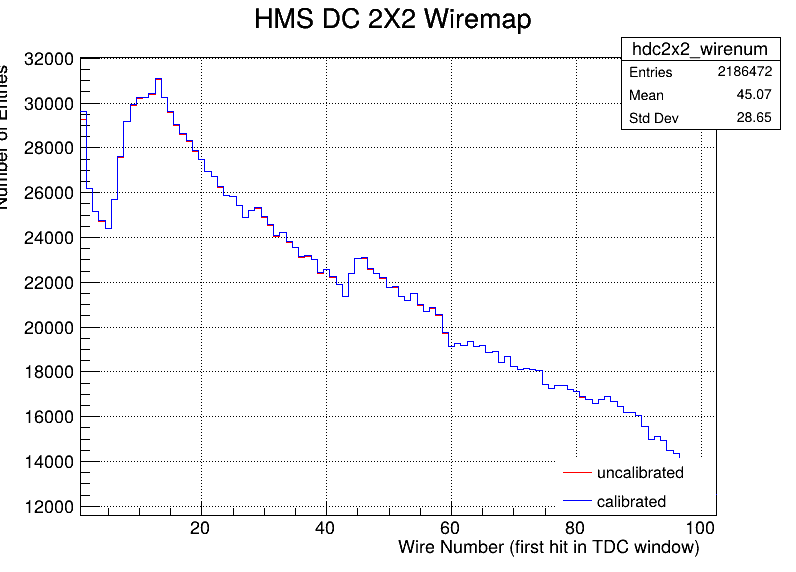 HMS DC 2X2 Wiremap
hdc2x2_wirenum
Entries 2186472
Mean 45.07
Std Dev 28.65
Number of Entries
32000
30000
28000
26000
24000
22000
20000
18000
16000
14000
12000
uncalibrated
calibrated
20 40 60 80 100
Wire Number (first hit in TDC window)